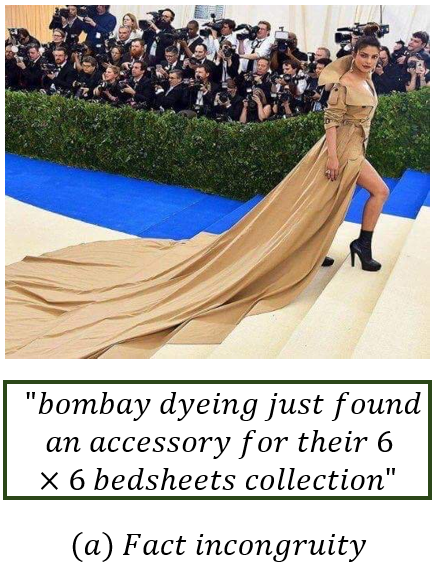 "bombay dyeing just found
an accessory for their 6
× 6 bedsheets collection"
(a) Fact incongruity